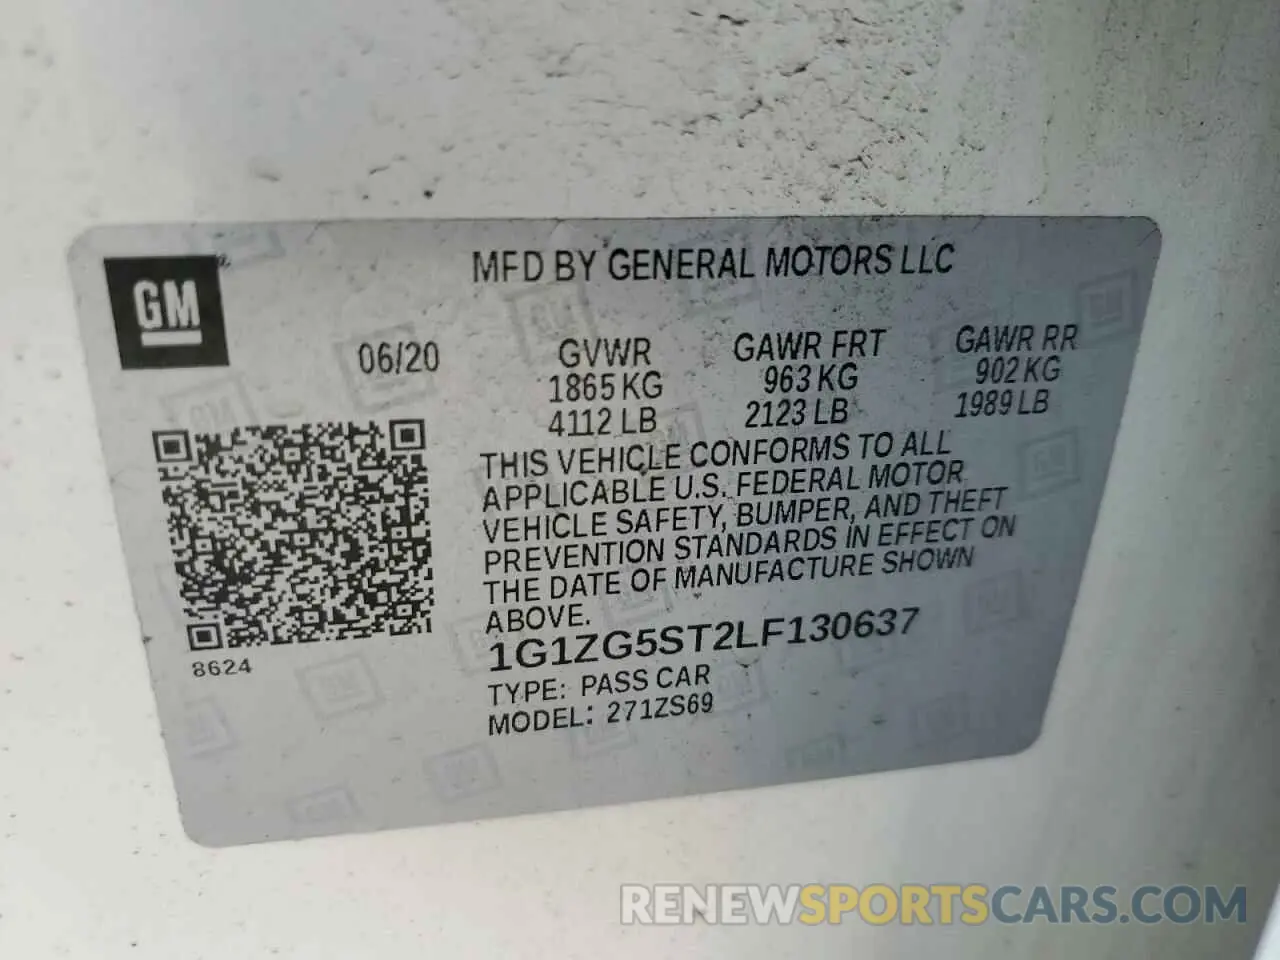 GM
MFD BY GENERAL MOTORS LLC
06/20
GVWR
1865 KG
4112 LB
GAWR FRT
963 KG
2123 LB
GAWR RR
902 KG
1989 LB
THIS VEHICLE CONFORMS TO ALL
APPLICABLE U.S. FEDERAL MOTOR
VEHICLE SAFETY, BUMPER, AND THEFT
PREVENTION STANDARDS IN EFFECT ON
THE DATE OF MANUFACTURE SHOWN
ABOVE.
8624
1G1ZG5ST2LF130637
TYPE: PASS CAR
MODEL: 271ZS69
RENEWSPORTSCARS.COM